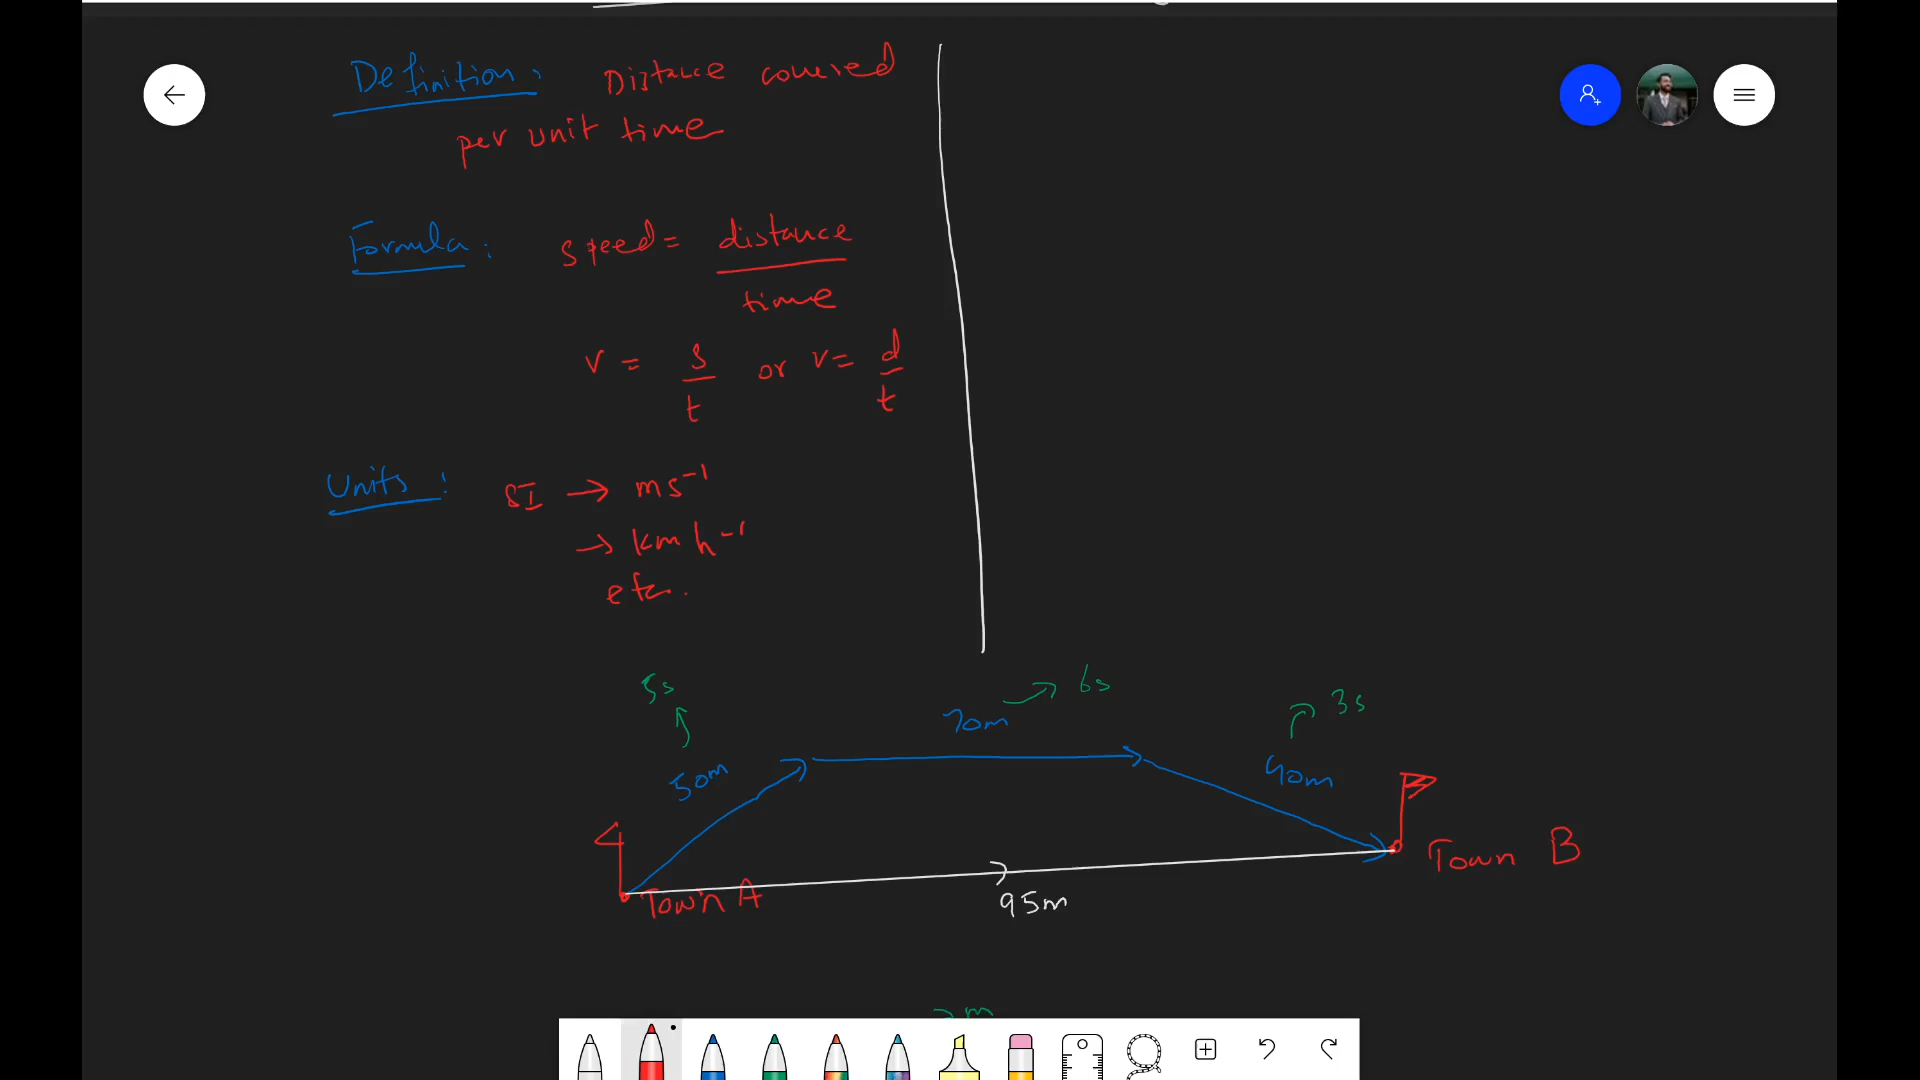 Definition: Distance covered
per unit time
Formula: speed = distance
time
v = s/t or v = d/t
Units: SI → ms⁻¹
→ km h⁻¹
etc.
5s
6s
3s
70m
50m
40m
Town B
Town A
95m